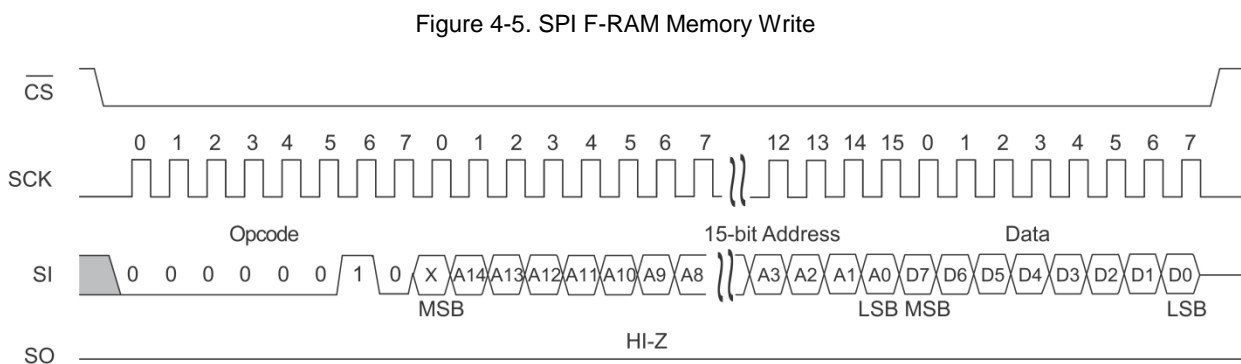 Figure 4-5. SPI F-RAM Memory Write
CS
0 1 2 3 4 5 6 7 0 1 2 3 4 5 6 7 12 13 14 15 0 1 2 3 4 5 6 7
SCK
Opcode 15-bit Address Data
SI 0 0 0 0 0 0 1 0 X A14 A13 A12 A11 A10 A9 A8 A3 A2 A1 A0 D7 D6 D5 D4 D3 D2 D1 D0
MSB LSB MSB LSB
HI-Z
SO